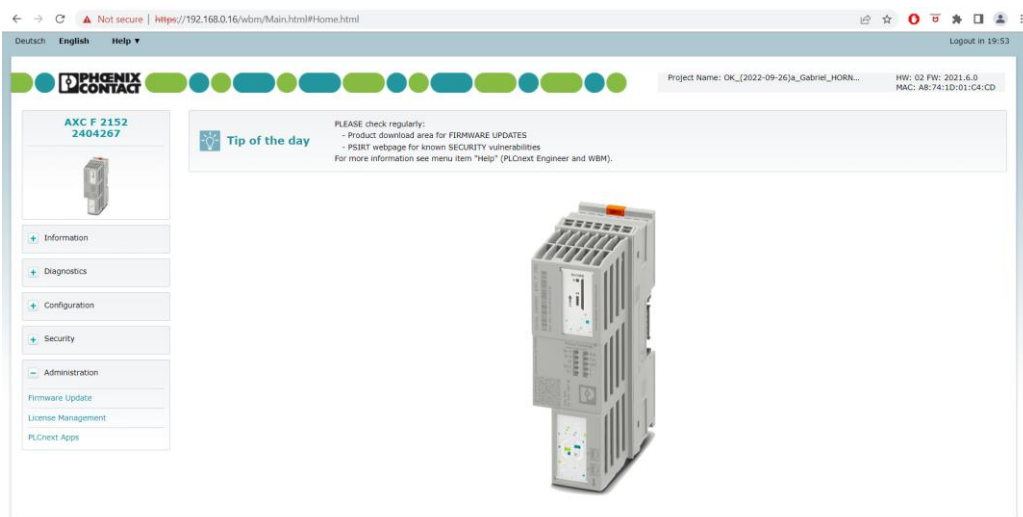 Not secure | https://192.168.0.16/wbm/Main.html#Home.html
Deutsch English Help ▼ Logout in 19:53
PHŒNIX
CONTACT
Project Name: OK_(2022-09-26)a_Gabriel_HORN...
HW: 02 FW: 2021.6.0
MAC: A8:74:1D:01:C4:CD
AXC F 2152
2404267
Tip of the day
PLEASE check regularly:
- Product download area for FIRMWARE UPDATES
- PSIRT webpage for known SECURITY vulnerabilities
For more information see menu item "Help" (PLCnext Engineer and WBM).
Information
Diagnostics
Configuration
Security
Administration
Firmware Update
License Management
PLCnext Apps